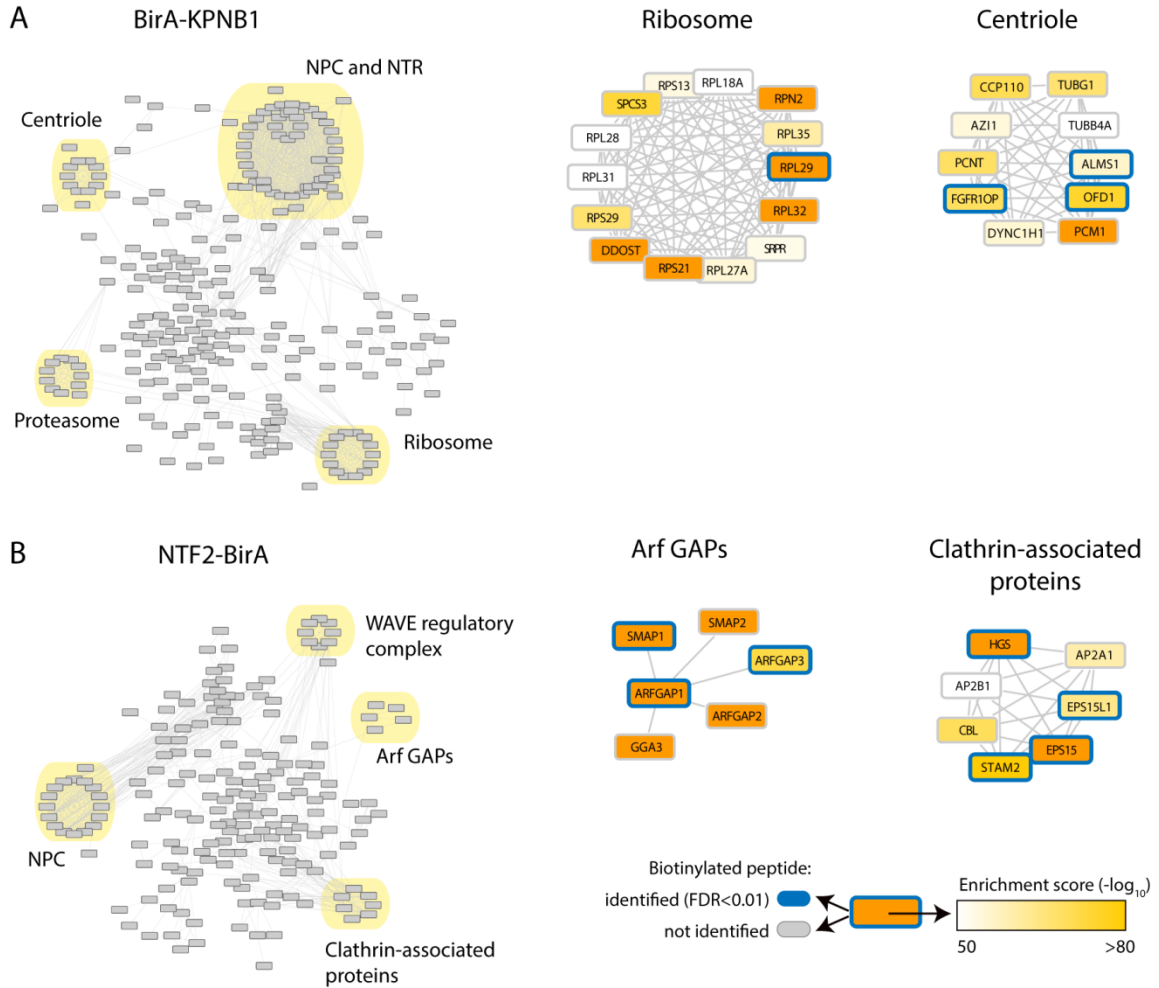 A
BirA-KPNB1
NPC and NTR
Centriole
Proteasome
Ribosome
Ribosome
RPS13
RPL18A
SPCS3
RPN2
RPL28
RPL35
RPL31
RPL29
RPS29
RPL32
DDOST
SRPR
RPS21
RPL27A
Centriole
CCP110
TUBG1
AZI1
TUBB4A
PCNT
ALMS1
FGFR1OP
OFD1
DYNC1H1
PCM1
B
NTF2-BirA
WAVE regulatory
complex
Arf GAPs
NPC
Clathrin-associated
proteins
Arf GAPs
SMAP1
SMAP2
ARFGAP3
ARFGAP1
ARFGAP2
GGA3
Clathrin-associated
proteins
HGS
AP2A1
AP2B1
EPS15L1
CBL
EPS15
STAM2
Biotinylated peptide:
identified (FDR<0.01)
not identified
Enrichment score (-log10)
50
>80